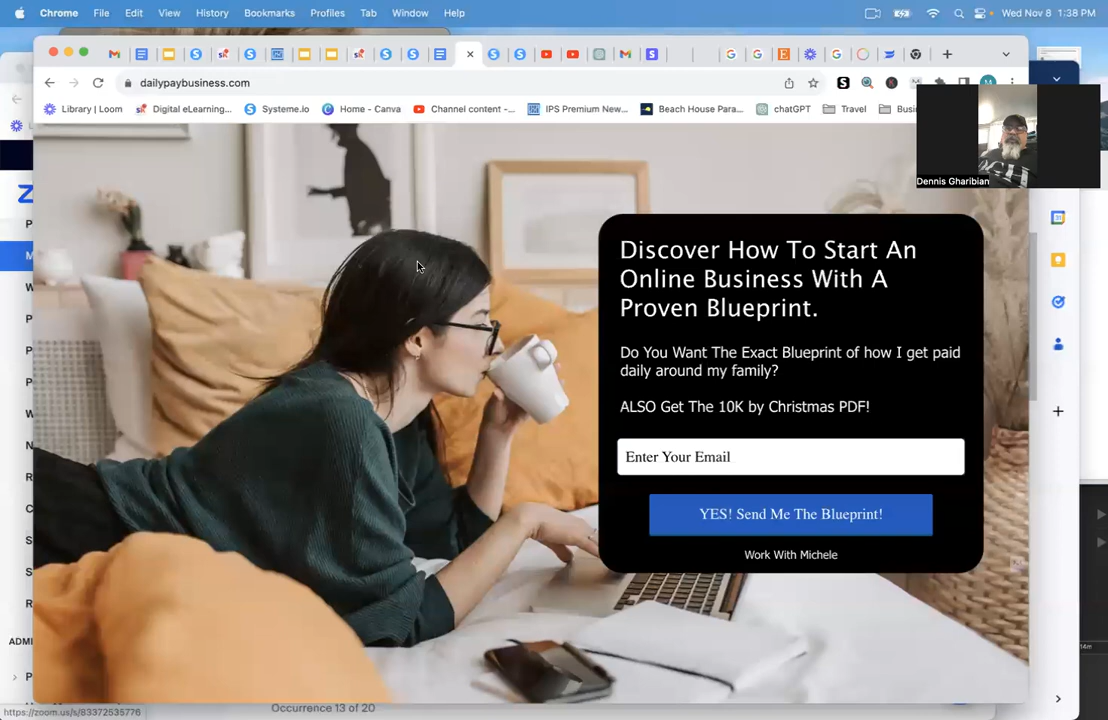 Chrome File Edit View History Bookmarks Profiles Tab Window Help
Wed Nov 8 1:38 PM
dailypaybusiness.com
Library | Loom
Digital eLearning...
Systeme.io
Home - Canva
Channel content -...
IPS Premium New...
Beach House Para...
chatGPT
Travel
Dennis Gharibian
Discover How To Start An
Online Business With A
Proven Blueprint.
Do You Want The Exact Blueprint of how I get paid
daily around my family?
ALSO Get The 10K by Christmas PDF!
Enter Your Email
YES! Send Me The Blueprint!
Work With Michele
https://zoom.us/s/83372535776
Occurrence 13 of 20